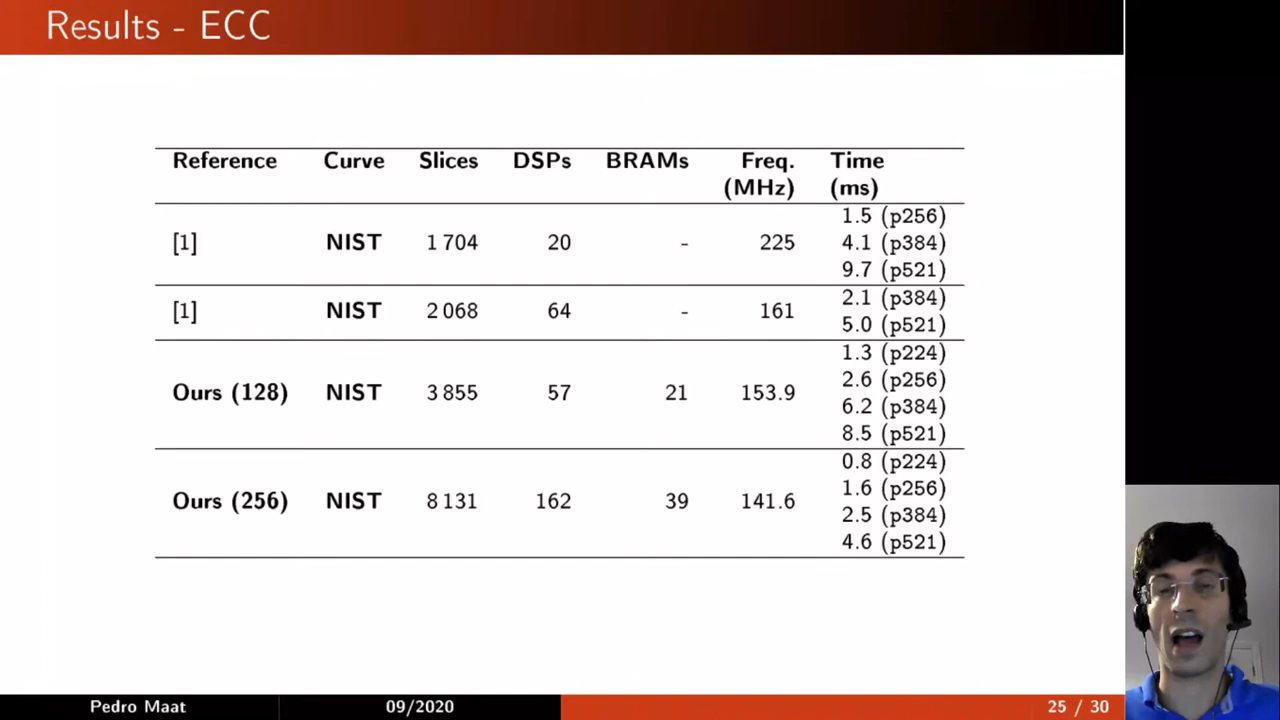 Results - ECC
Reference Curve Slices DSPs BRAMs Freq. (MHz) Time (ms)
[1] NIST 1 704 20 - 225 1.5 (p256)
4.1 (p384)
9.7 (p521)
[1] NIST 2 068 64 - 161 2.1 (p384)
5.0 (p521)
Ours (128) NIST 3 855 57 21 153.9 1.3 (p224)
2.6 (p256)
6.2 (p384)
8.5 (p521)
Ours (256) NIST 8 131 162 39 141.6 0.8 (p224)
1.6 (p256)
2.5 (p384)
4.6 (p521)
Pedro Maat 09/2020 25 / 30